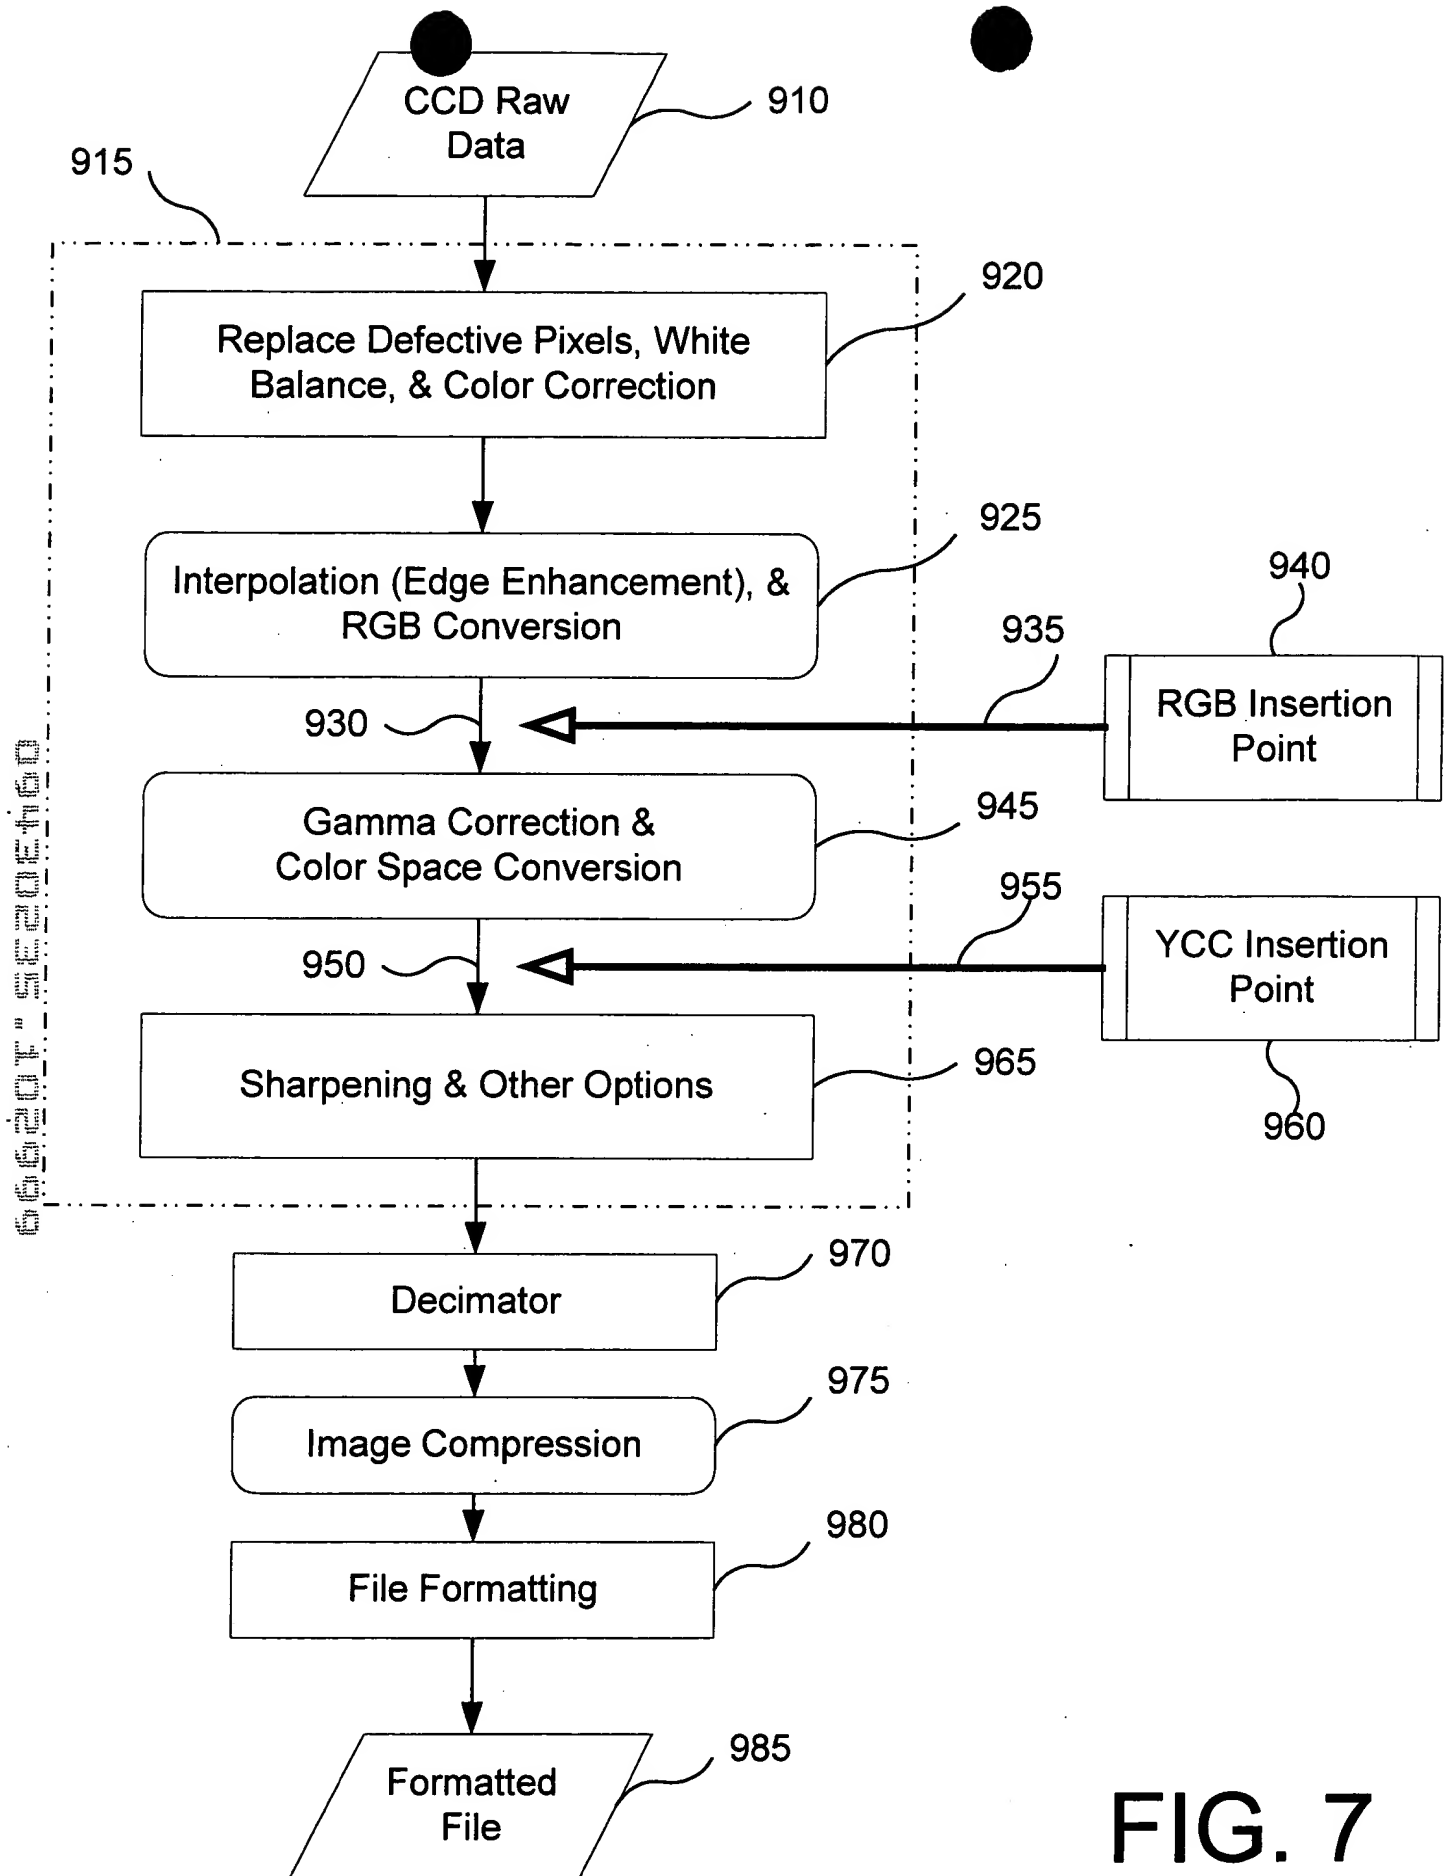 CCD Raw
Data
910
915
920
Replace Defective Pixels, White
Balance, & Color Correction
925
Interpolation (Edge Enhancement), &
RGB Conversion
940
935
930
RGB Insertion
Point
945
Gamma Correction &
Color Space Conversion
955
950
YCC Insertion
Point
965
Sharpening & Other Options
960
970
Decimator
975
Image Compression
980
File Formatting
985
Formatted
File
FIG. 7